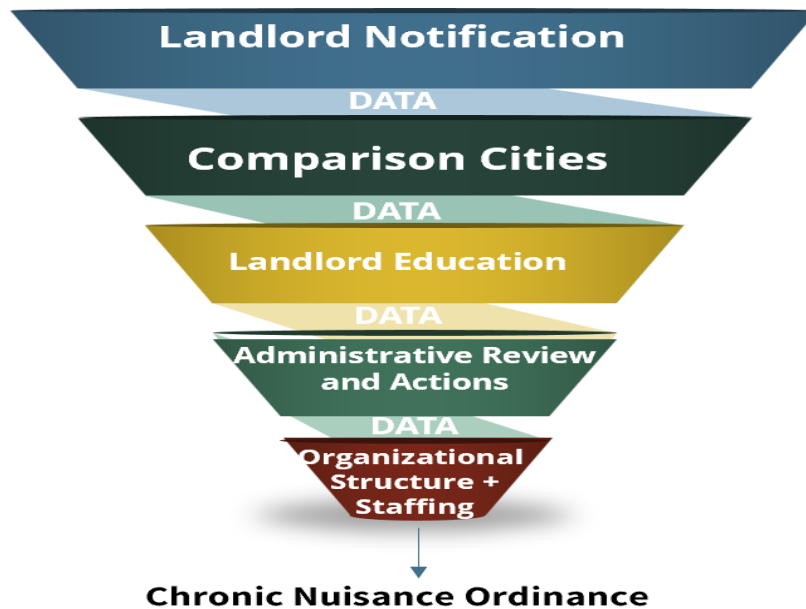 Landlord Notification
DATA
Comparison Cities
DATA
Landlord Education
DATA
Administrative Review
and Actions
DATA
Organizational
Structure +
Staffing
Chronic Nuisance Ordinance